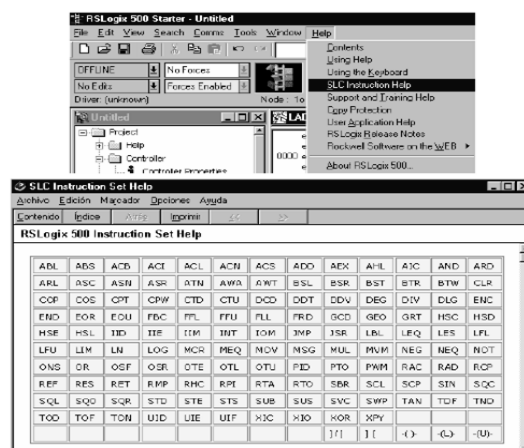 RSLogix 500 Starter - Untitled
File Edit View Search Comms Tools Window Help
OFFLINE No Forces
No Edits Forces Enabled
Driver: (unknown) Node: 1o
Untitled LAD
Project
Help
Controller
Controller Properties
0000
Contents
Using Help
Using the Keyboard
SLC Instruction Help
Support and Training Help
Copy Protection
User Application Help
RSLogix Release Notes
Rockwell Software on the WEB
About RSLogix 500...
SLC Instruction Set Help
Archivo Edición Marcador Opciones Ayuda
Contenido Índice Atrás Imprimir << >>
RSLogix 500 Instruction Set Help
ABL ABS ACB ACI ACL ACN ACS ADD AEX AHL AIC AND ARD
ARL ASC ASN ASR ATN AWA AWT BSL BSR BST BTR BTW CLR
COP COS CPT CPW CTD CTU DCD DDT DDV DEG DIV DLG ENC
END EOR EOU FBC FFL FFU FLL FRD GCD GEO GRT HSC HSD
HSE HSL IID IIE IIM INT IOM JMP JSR LBL LEQ LES LFL
LFU LIM LN LOG MCR MEQ MOV MSG MUL MVM NEG NEQ NOT
ONS OR OSF OSR OTE OTL OTU PID PTO PWM RAC RAD RCP
REF RES RET RMP RHC RPI RTA RTO SBR SCL SCP SIN SQC
SQL SQO SQR STD STE STS SUB SUS SVC SWP TAN TDF TND
TOD TOF TON UID UIE UIF XIC XIO XOR XPY
]/[ ] [ -( )- -(L)- -(U)-